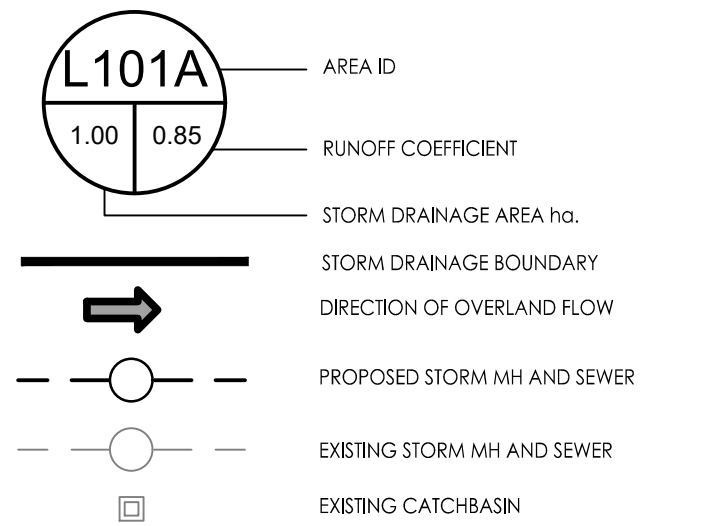 L101A
AREA ID
1.00 0.85
RUNOFF COEFFICIENT
STORM DRAINAGE AREA ha.
STORM DRAINAGE BOUNDARY
DIRECTION OF OVERLAND FLOW
PROPOSED STORM MH AND SEWER
EXISTING STORM MH AND SEWER
EXISTING CATCHBASIN